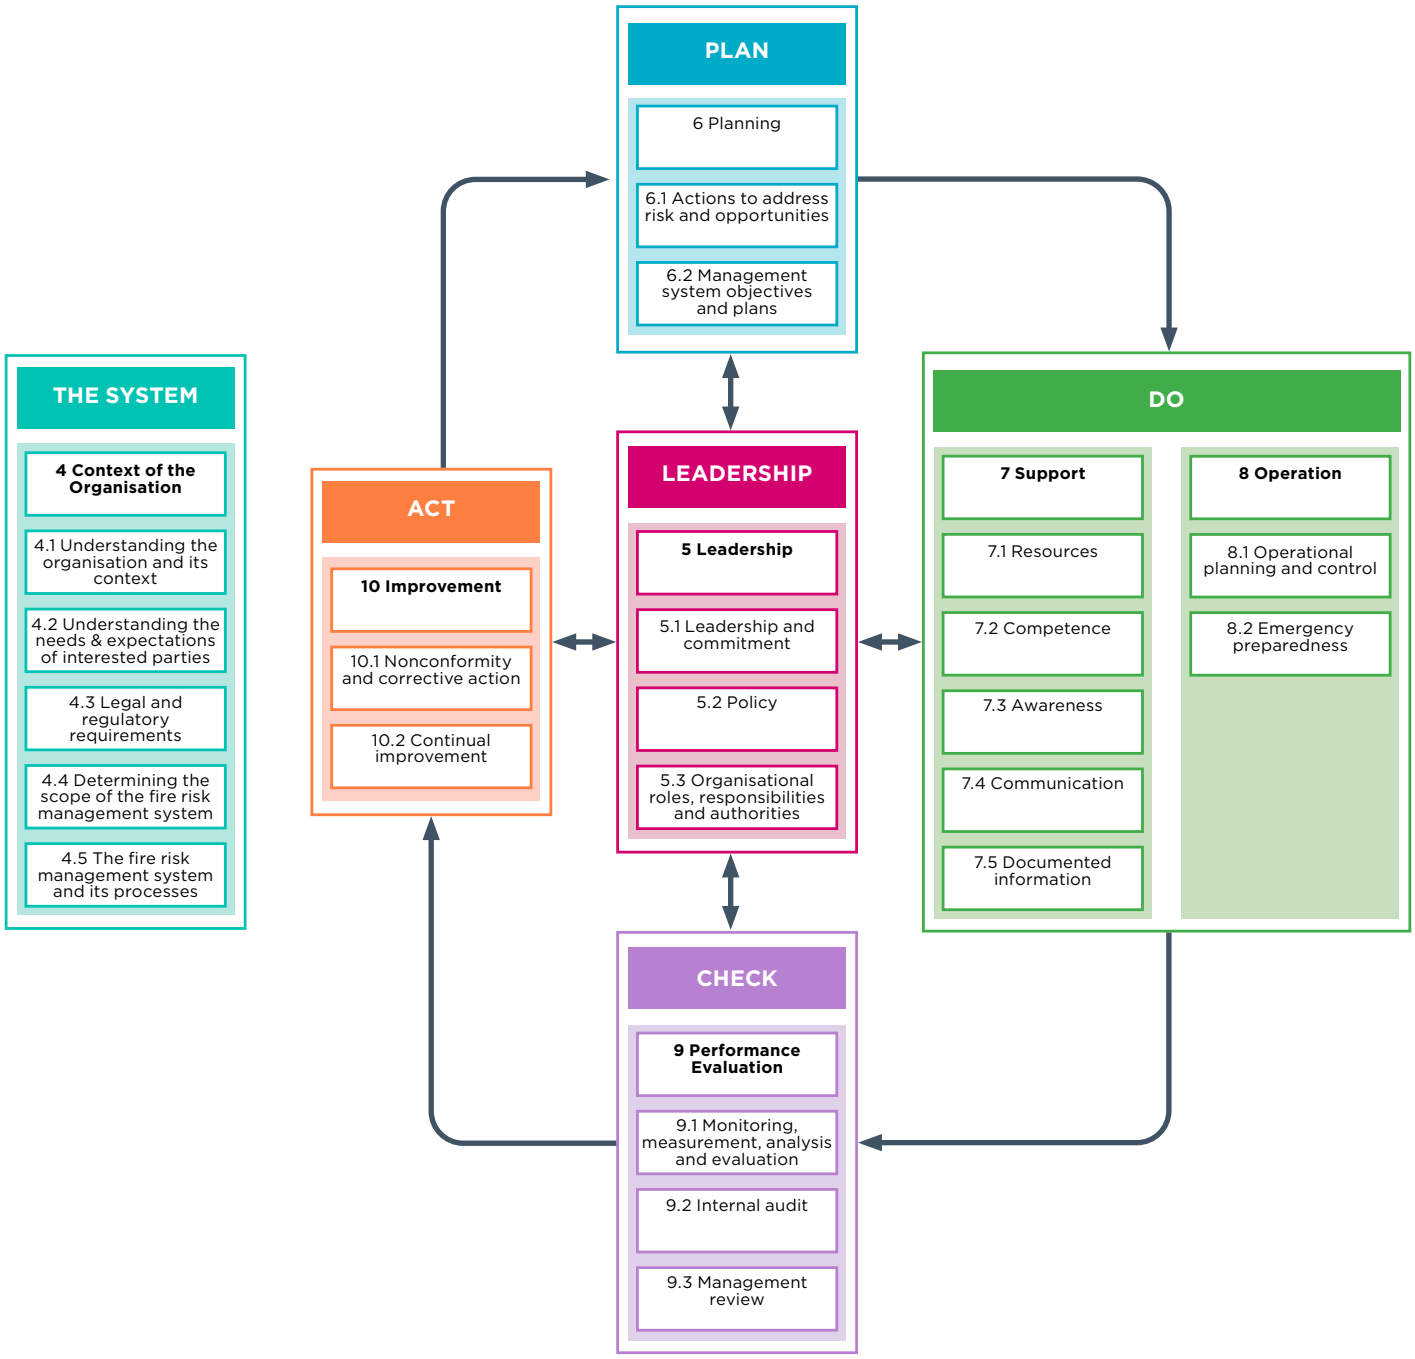 PLAN
6 Planning
6.1 Actions to address
risk and opportunities
6.2 Management
system objectives
and plans
THE SYSTEM
4 Context of the
Organisation
4.1 Understanding the
organisation and its
context
4.2 Understanding the
needs & expectations
of interested parties
4.3 Legal and
regulatory
requirements
4.4 Determining the
scope of the fire risk
management system
4.5 The fire risk
management system
and its processes
ACT
10 Improvement
10.1 Nonconformity
and corrective action
10.2 Continual
improvement
LEADERSHIP
5 Leadership
5.1 Leadership and
commitment
5.2 Policy
5.3 Organisational
roles, responsibilities
and authorities
DO
7 Support
7.1 Resources
7.2 Competence
7.3 Awareness
7.4 Communication
7.5 Documented
information
8 Operation
8.1 Operational
planning and control
8.2 Emergency
preparedness
CHECK
9 Performance
Evaluation
9.1 Monitoring,
measurement, analysis
and evaluation
9.2 Internal audit
9.3 Management
review